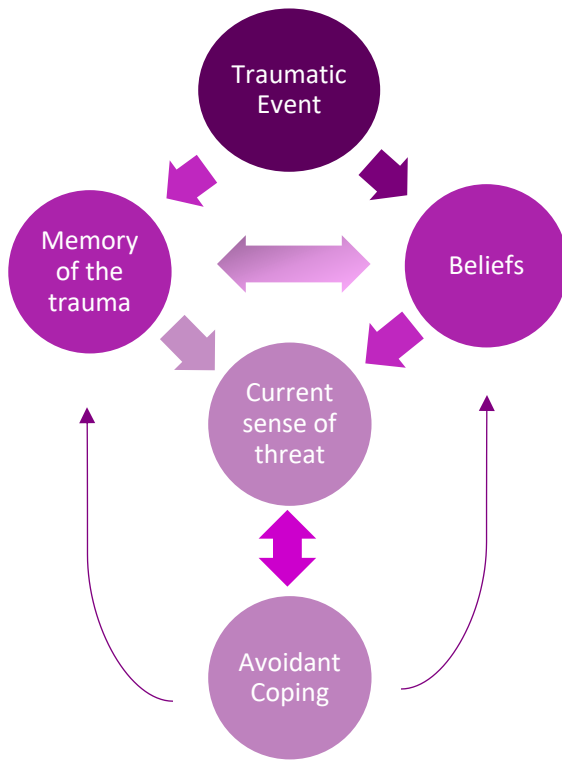 Traumatic
Event
Memory
of the
trauma
Beliefs
Current
sense of
threat
Avoidant
Coping